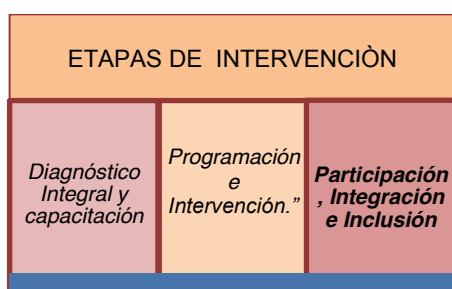 ETAPAS DE INTERVENCIÒN
Diagnóstico
Integral y
capacitación
Programación
e
Intervención.”
Participación
, Integración
e Inclusión